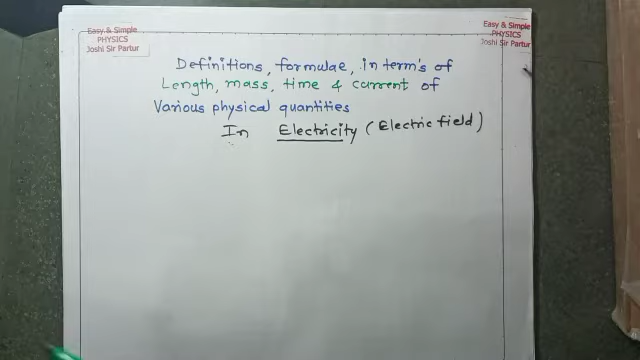 Easy & Simple
PHYSICS
Joshi Sir Partur
Easy & Simple
PHYSICS
Joshi Sir Partur
Definitions, formulae, in term's of
Length, mass, time & current of
Various physical quantities
In Electricity (Electric field)